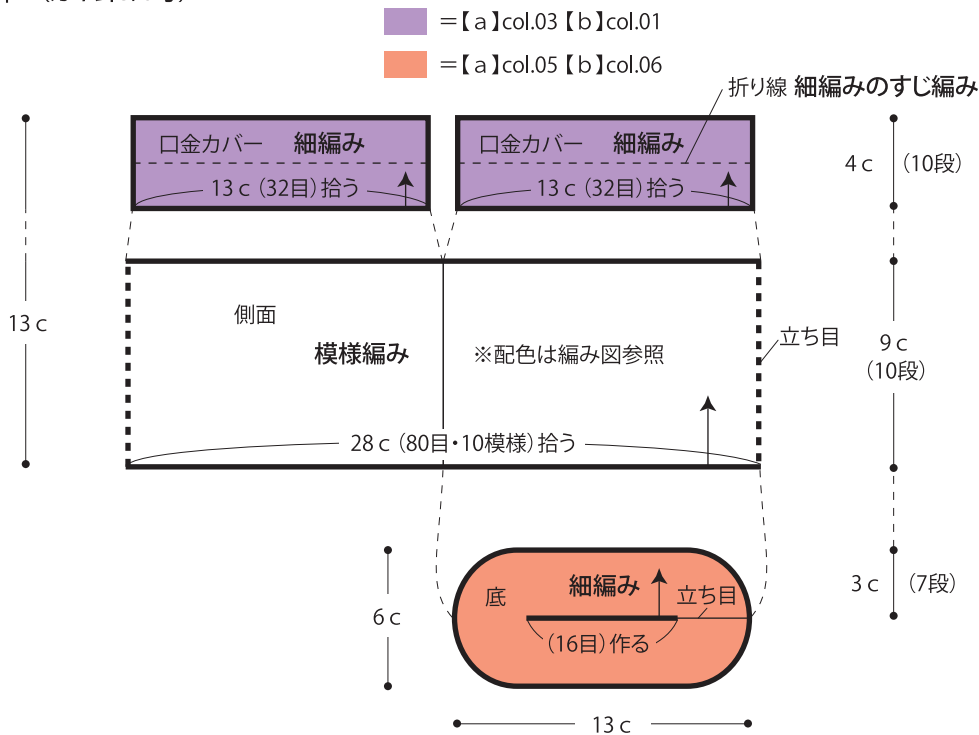 =【a】col.03【b】col.01
=【a】col.05【b】col.06
折り線 細編みのすじ編み
口金カバー 細編み
13c(32目)拾う
口金カバー 細編み
13c(32目)拾う
4c (10段)
13c
側面
模様編み
※配色は編み図参照
立ち目
9c
(10段)
28c(80目・10模様)拾う
底
細編み
立ち目
(16目)作る
6c
3c (7段)
13c